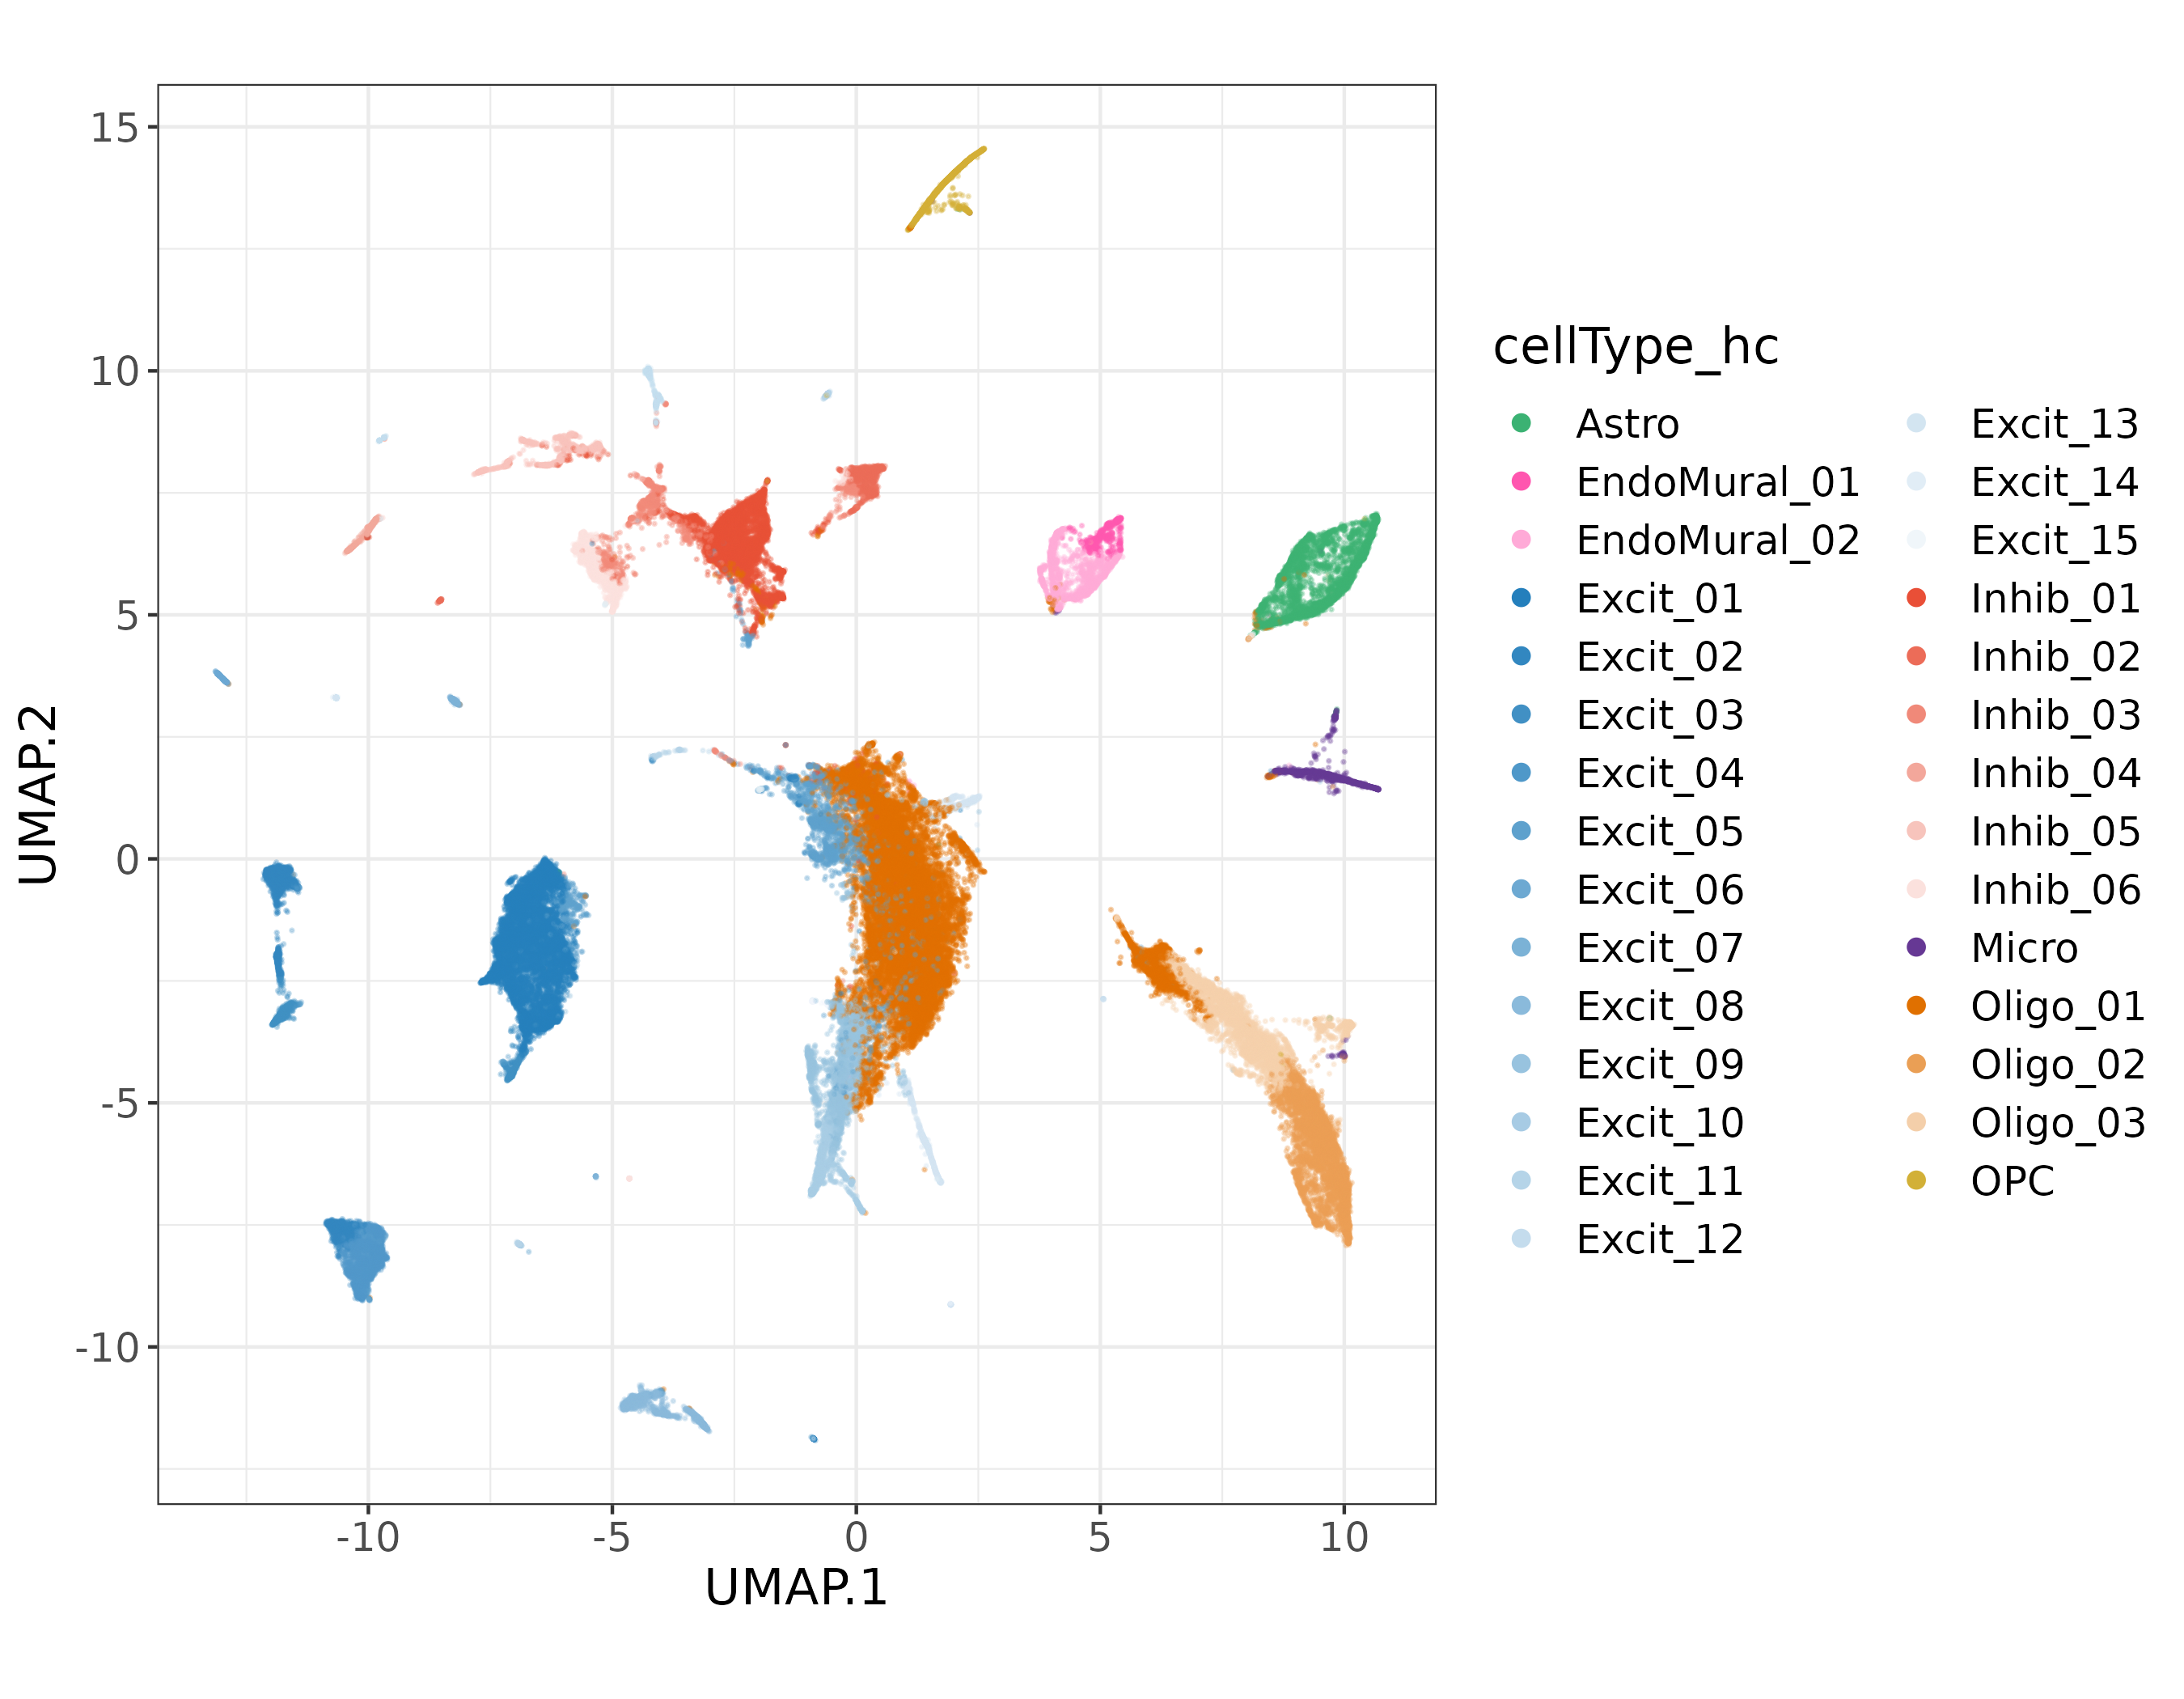 15
10
5
0
-5
-10
UMAP.2
-10
-5
0
5
10
UMAP.1
cellType_hc
Astro
EndoMural_01
EndoMural_02
Excit_01
Excit_02
Excit_03
Excit_04
Excit_05
Excit_06
Excit_07
Excit_08
Excit_09
Excit_10
Excit_11
Excit_12
Excit_13
Excit_14
Excit_15
Inhib_01
Inhib_02
Inhib_03
Inhib_04
Inhib_05
Inhib_06
Micro
Oligo_01
Oligo_02
Oligo_03
OPC